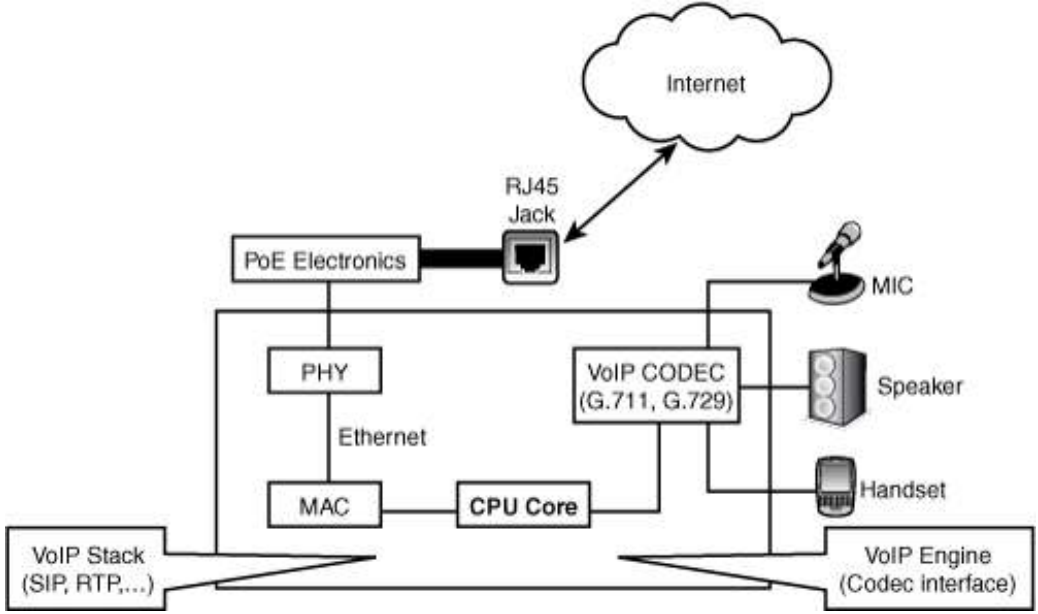 Internet
RJ45
Jack
PoE Electronics
MIC
PHY
VoIP CODEC
(G.711, G.729)
Speaker
Ethernet
MAC
CPU Core
Handset
VoIP Stack
(SIP, RTP,...)
VoIP Engine
(Codec interface)